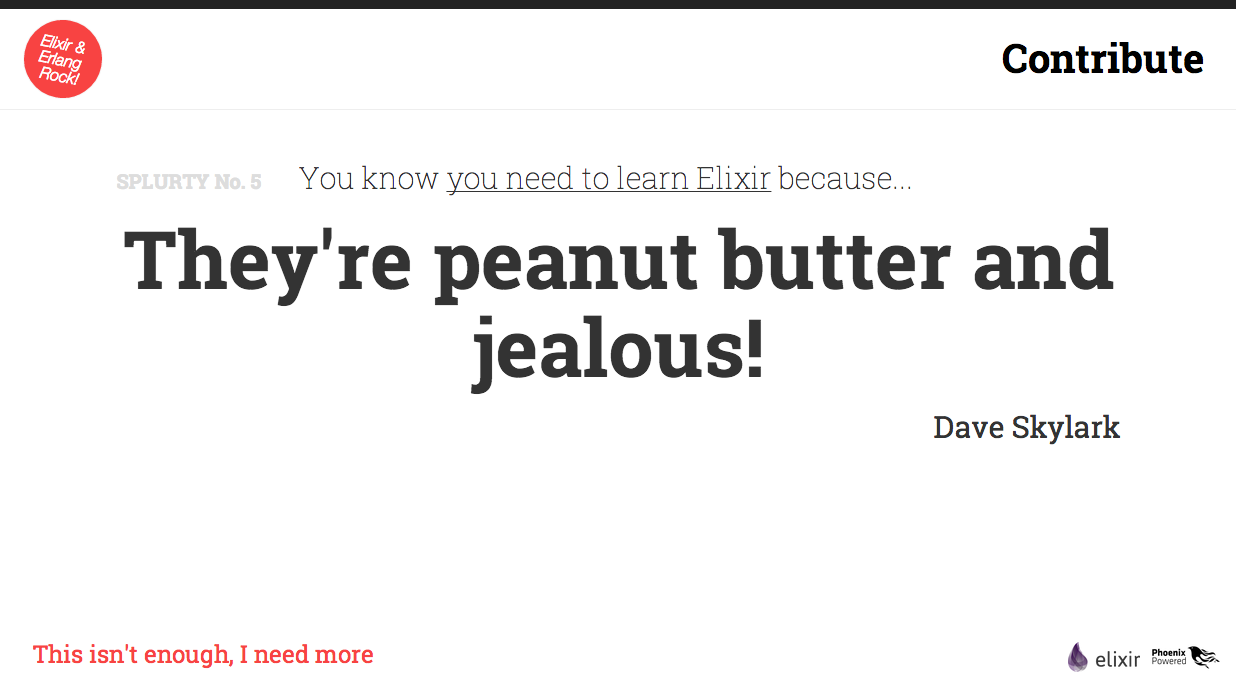 Elixir &
Erlang
Rock!
Contribute
SPLURTY No. 5
You know you need to learn Elixir because...
They're peanut butter and
jealous!
Dave Skylark
This isn't enough, I need more
elixir
Phoenix
Powered